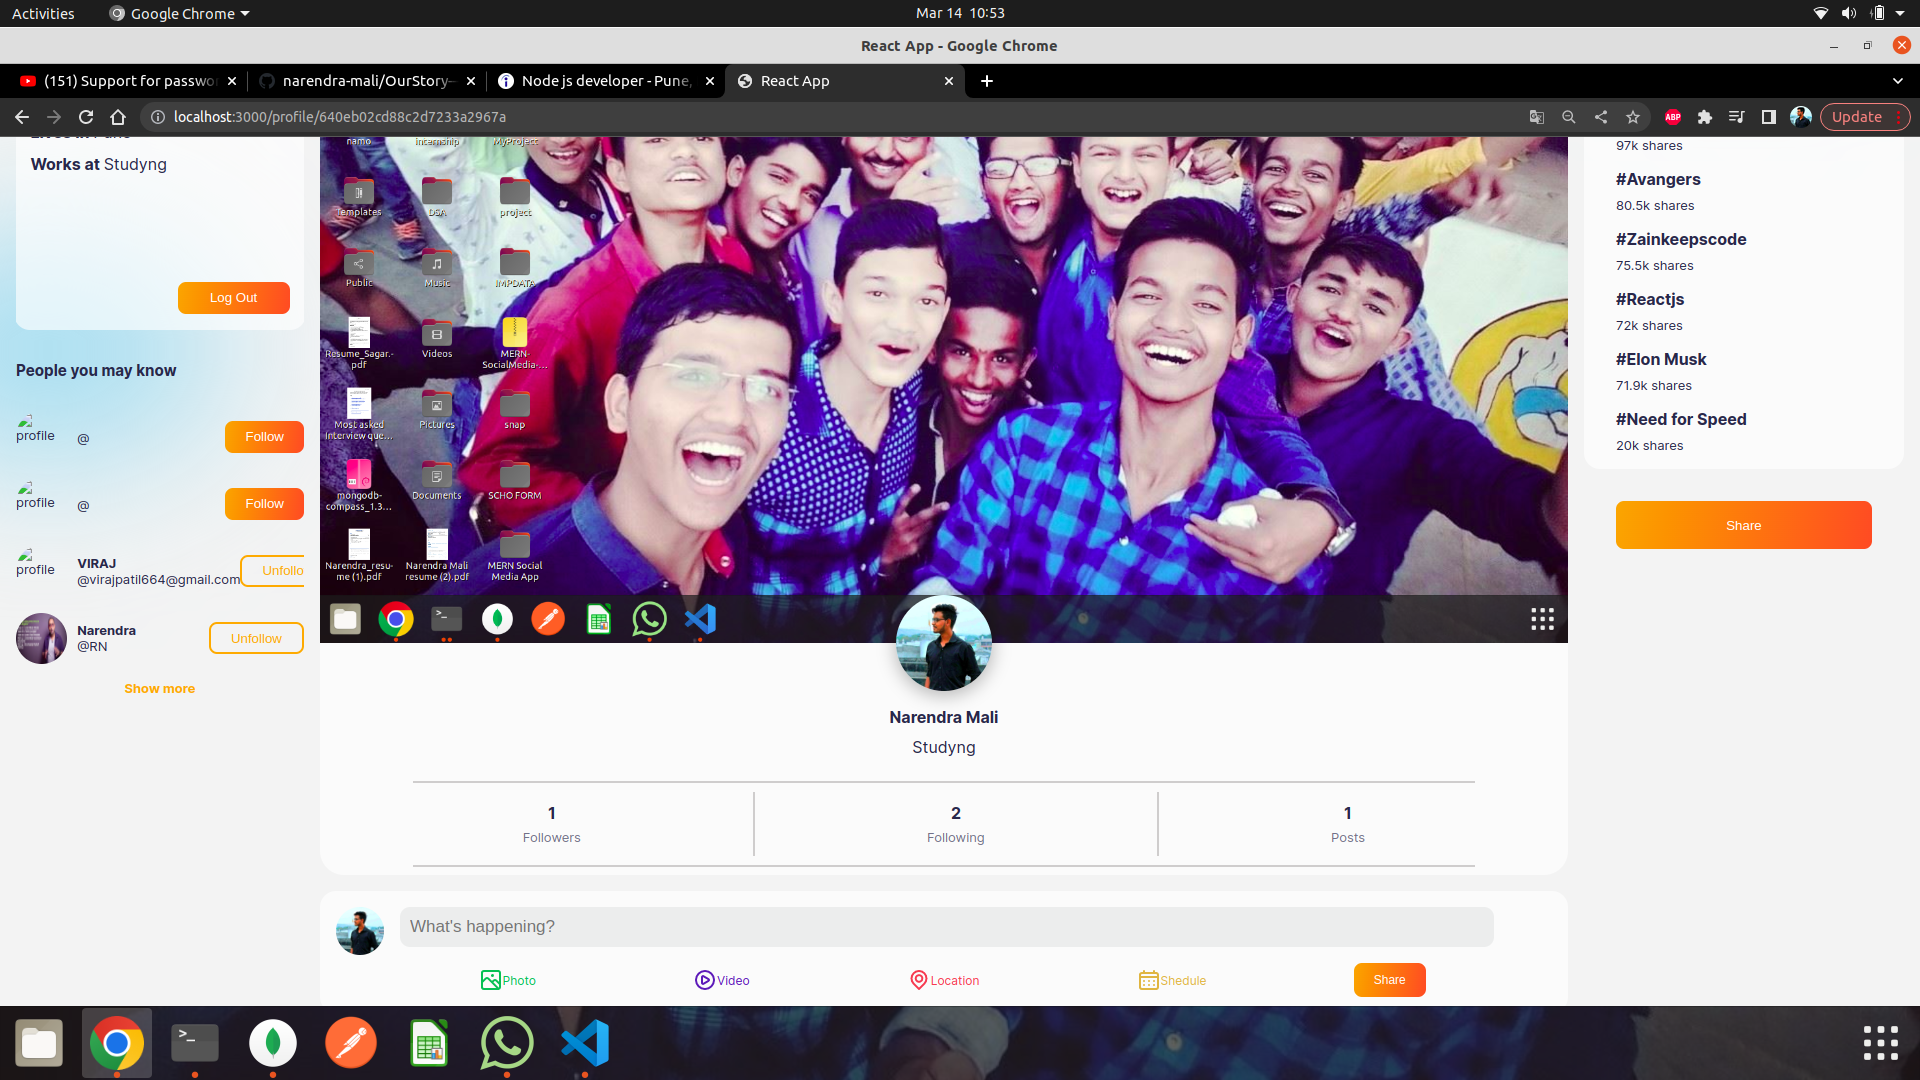 Activities
Google Chrome
Mar 14 10:53
React App - Google Chrome
(151) Support for passwor
narendra-mali/OurStory-
Node js developer - Pune,
React App
localhost:3000/profile/640eb02cd88c2d7233a2967a
ABP
Update
Works at Studyng
Log Out
People you may know
profile
@
Follow
profile
@
Follow
profile
VIRAJ
@virajpatil664@gmail.com
Unfollo
Narendra
@RN
Unfollow
Show more
namo
internship
MyProject
Templates
DSA
project
Public
Music
IMPDATA
Resume_Sagar.-
pdf
Videos
MERN-
SocialMedia-...
Most asked
Interview que...
Pictures
snap
mongodb-
compass_1.3...
Documents
SCHO FORM
Narendra_resu-
me (1).pdf
Narendra Mali
resume (2).pdf
MERN Social
Media App
Narendra Mali
Studyng
1
Followers
2
Following
1
Posts
What's happening?
Photo
Video
Location
Shedule
Share
97k shares
#Avangers
80.5k shares
#Zainkeepscode
75.5k shares
#Reactjs
72k shares
#Elon Musk
71.9k shares
#Need for Speed
20k shares
Share